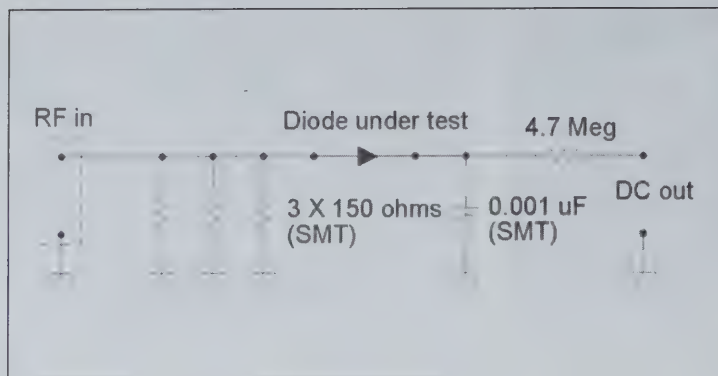 RF in
Diode under test
4.7 Meg
3 X 150 ohms
(SMT)
0.001 uF
(SMT)
DC out